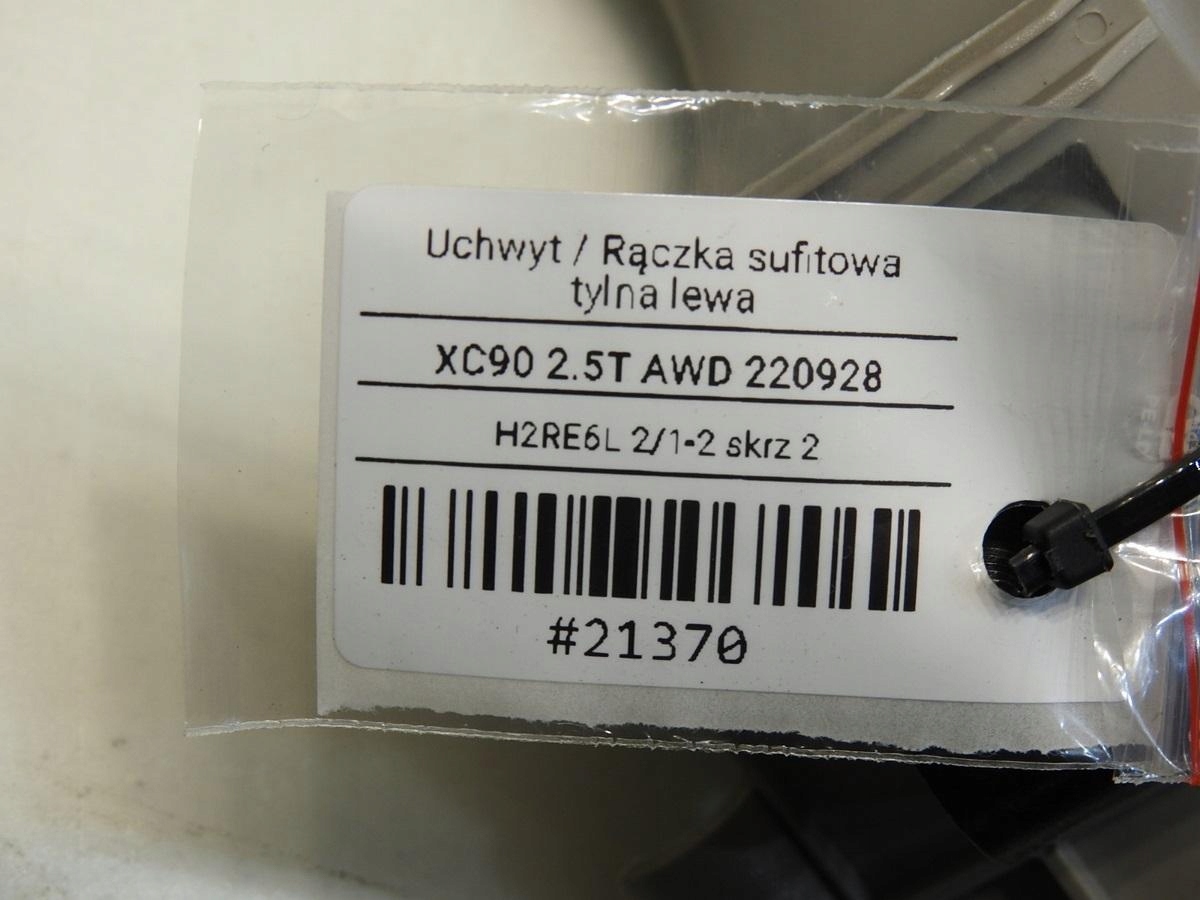 Uchwyt / Rączka sufitowa
tylna lewa
XC90 2.5T AWD 220928
H2RE6L 2/1-2 skrz 2
#21370